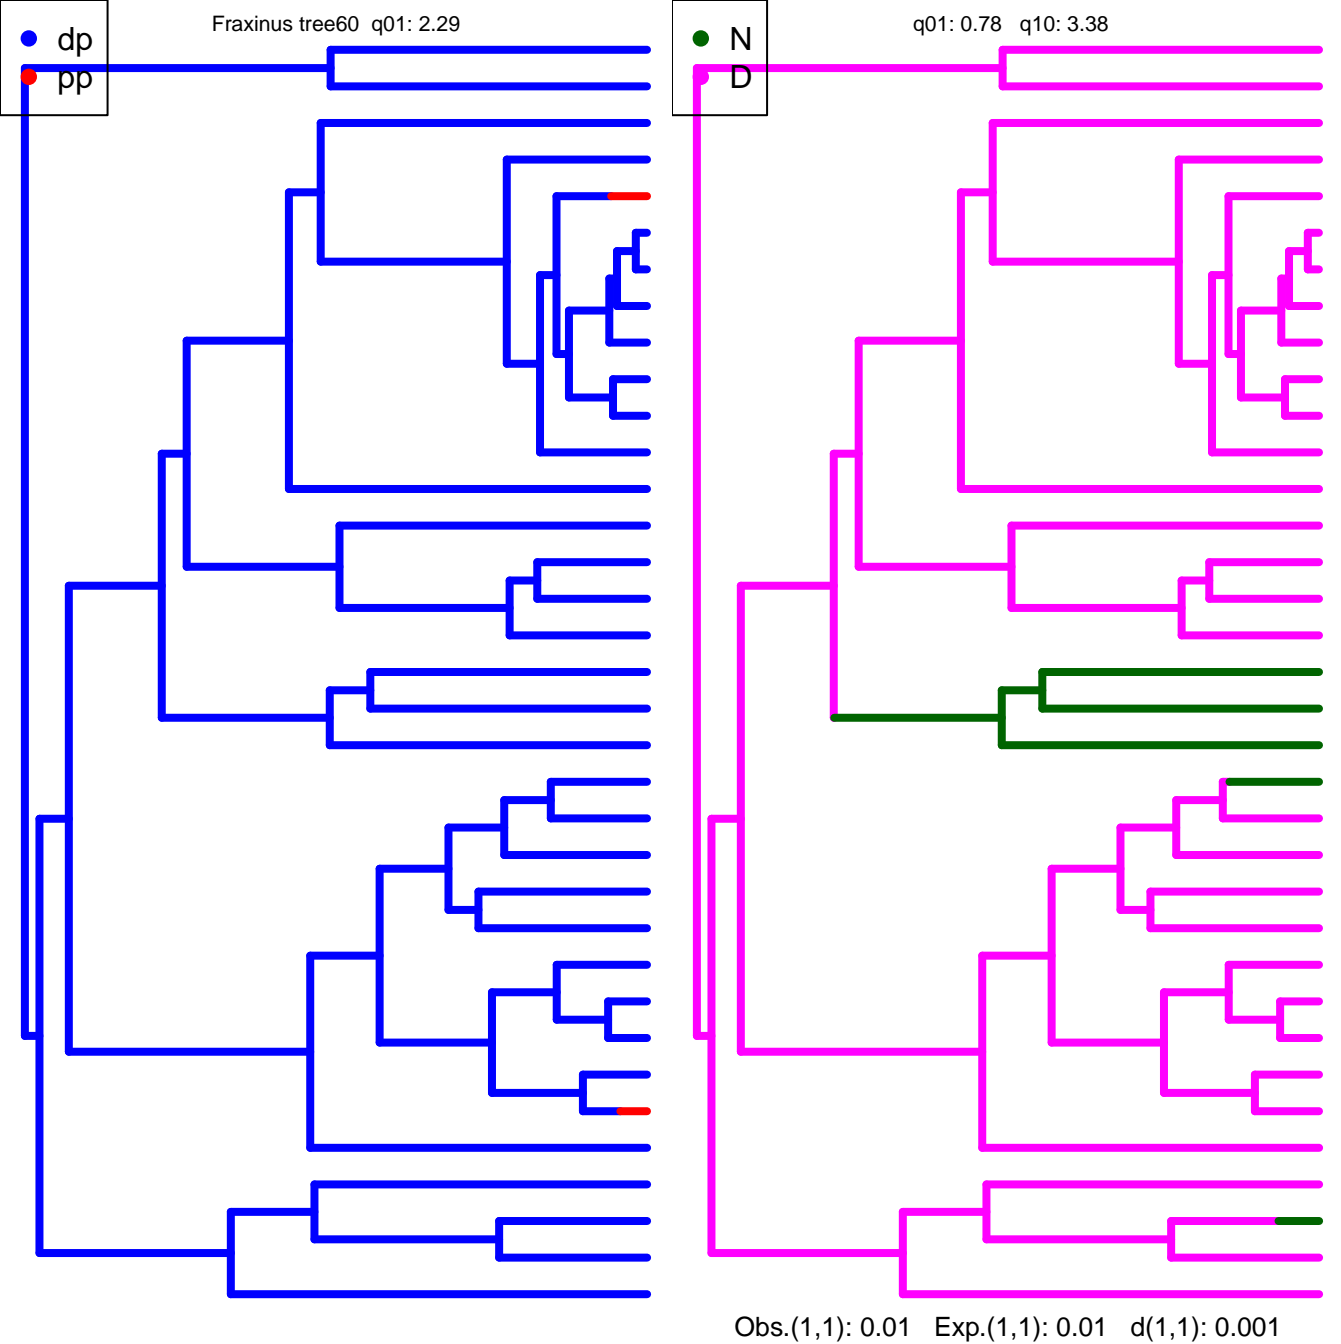 Fraxinus tree60 q01: 2.29
dp
pp
q01: 0.78 q10: 3.38
N
D
Obs.(1,1): 0.01 Exp.(1,1): 0.01 d(1,1): 0.001